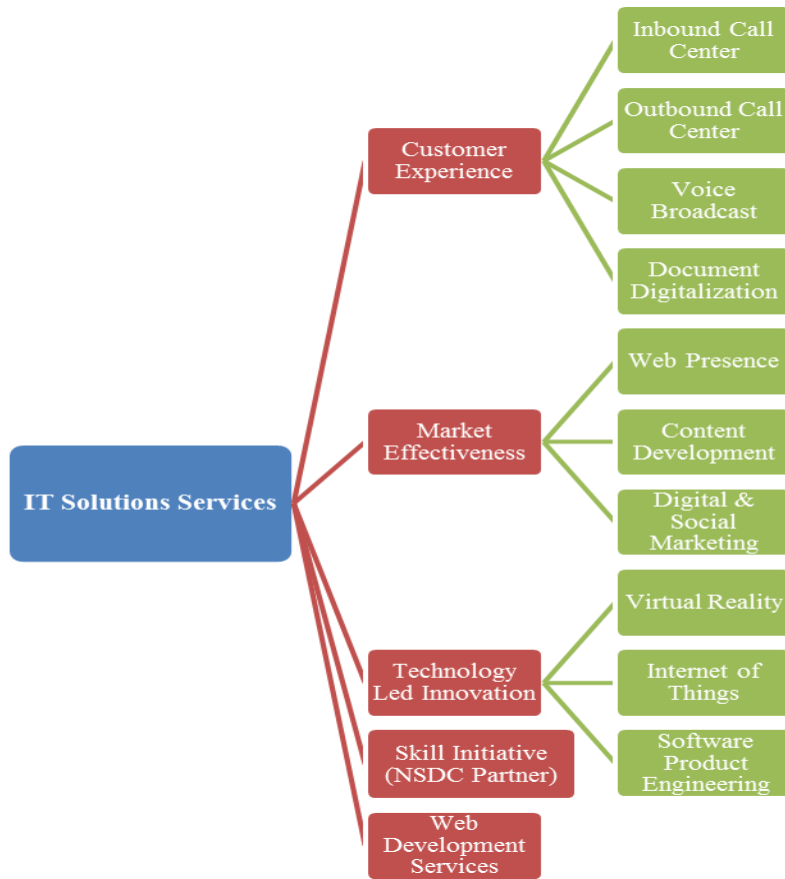 IT Solutions Services
Customer
Experience
Inbound Call
Center
Outbound Call
Center
Voice
Broadcast
Document
Digitalization
Market
Effectiveness
Web Presence
Content
Development
Digital &
Social
Marketing
Technology
Led Innovation
Virtual Reality
Internet of
Things
Software
Product
Engineering
Skill Initiative
(NSDC Partner)
Web
Development
Services